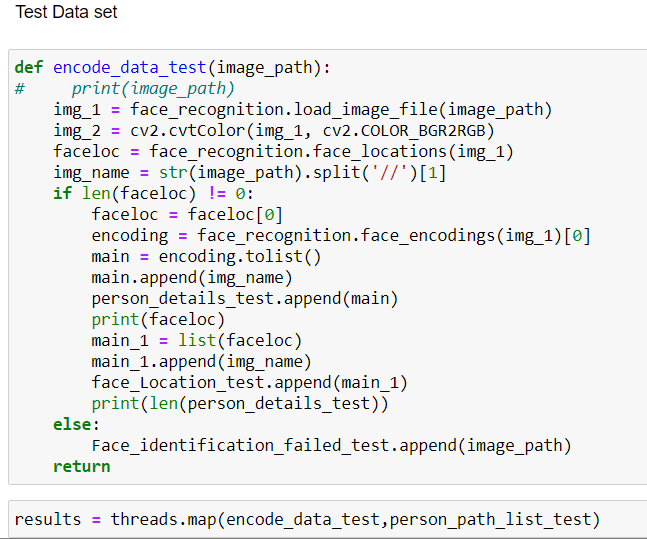 Test Data set
def encode_data_test(image_path):
#     print(image_path)
    img_1 = face_recognition.load_image_file(image_path)
    img_2 = cv2.cvtColor(img_1, cv2.COLOR_BGR2RGB)
    faceloc = face_recognition.face_locations(img_1)
    img_name = str(image_path).split('//')[1]
    if len(faceloc) != 0:
        faceloc = faceloc[0]
        encoding = face_recognition.face_encodings(img_1)[0]
        main = encoding.tolist()
        main.append(img_name)
        person_details_test.append(main)
        print(faceloc)
        main_1 = list(faceloc)
        main_1.append(img_name)
        face_Location_test.append(main_1)
        print(len(person_details_test))
    else:
        Face_identification_failed_test.append(image_path)
    return
results = threads.map(encode_data_test,person_path_list_test)